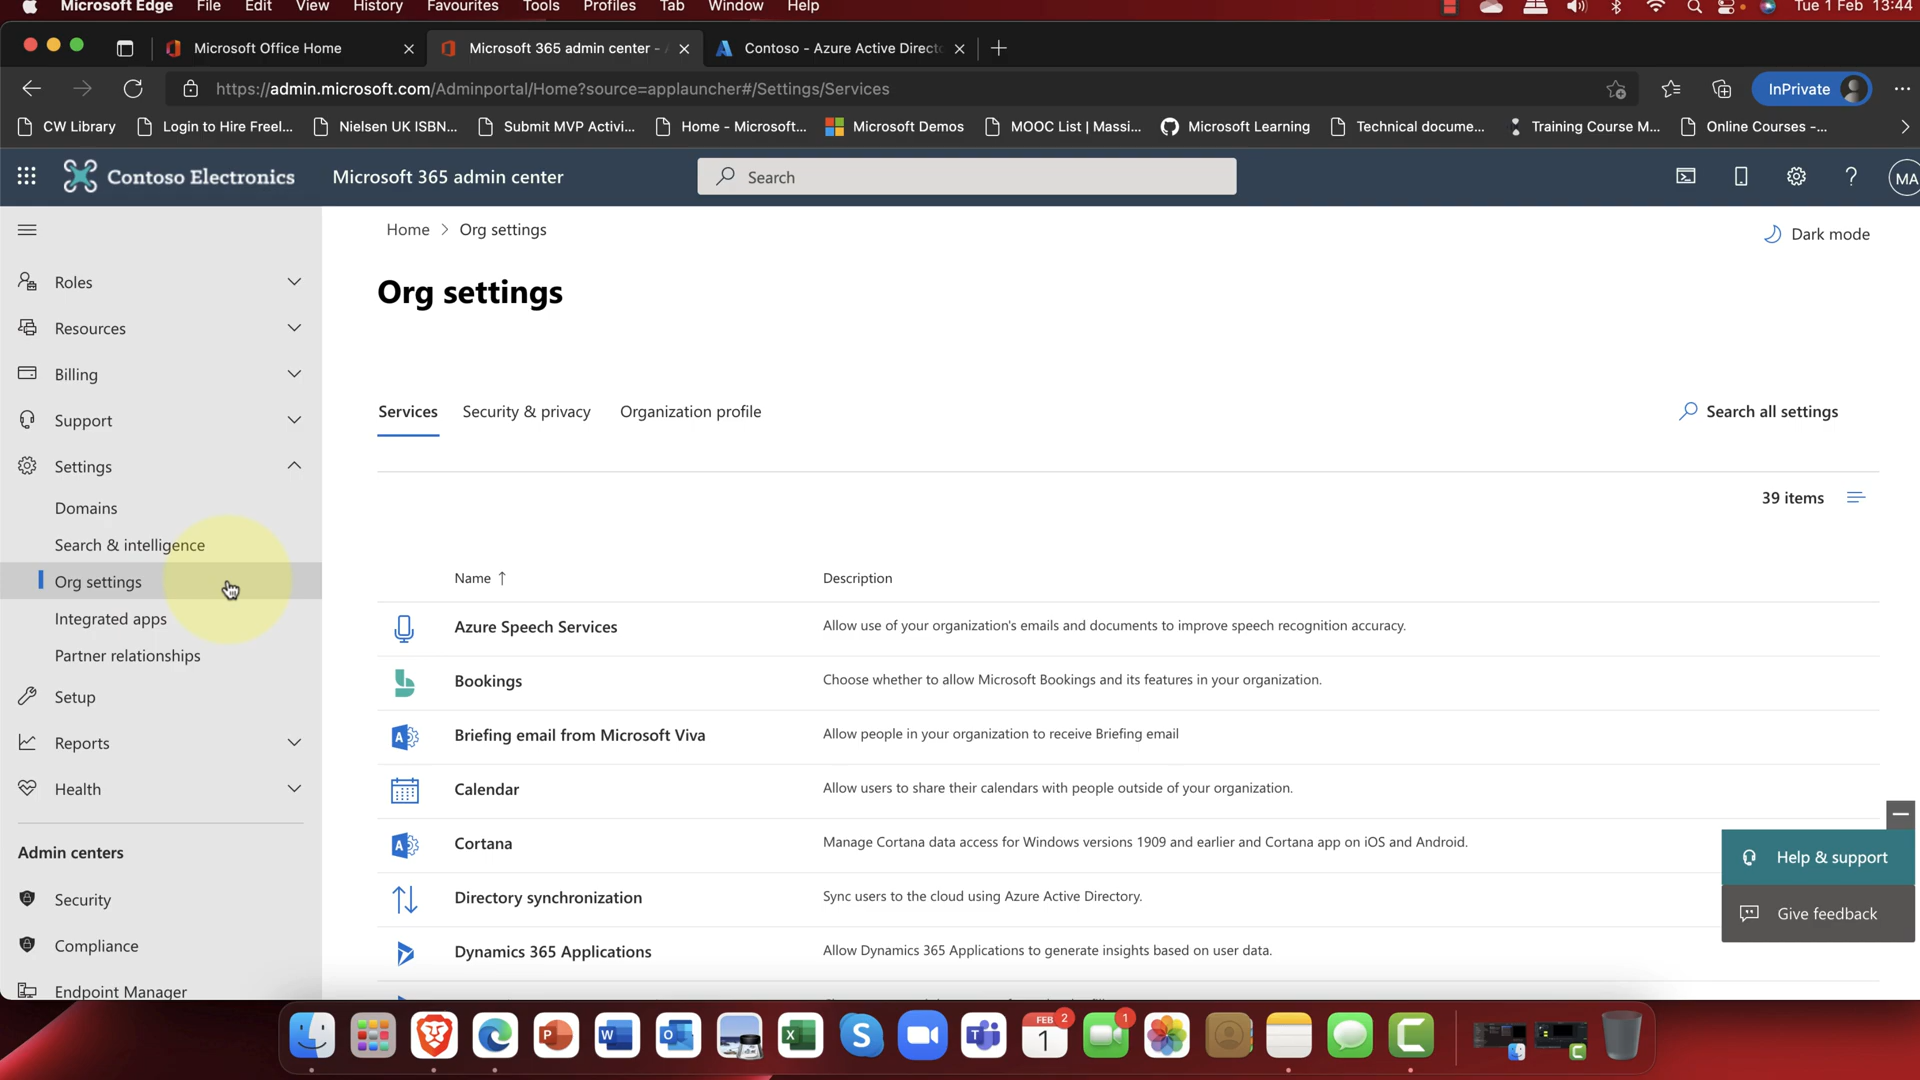 Microsoft Edge File Edit View History Favourites Tools Profiles Tab Window Help Tue 1 Feb 13:44
Microsoft Office Home
Microsoft 365 admin center -
Contoso - Azure Active Direct
https://admin.microsoft.com/Adminportal/Home?source=applauncher#/Settings/Services
InPrivate
CW Library
Login to Hire Freel...
Nielsen UK ISBN...
Submit MVP Activi...
Home - Microsoft...
Microsoft Demos
MOOC List | Massi...
Microsoft Learning
Technical docume...
Training Course M...
Online Courses -...
Contoso Electronics
Microsoft 365 admin center
Search
MA
Home > Org settings
Dark mode
Org settings
Roles
Resources
Billing
Support
Settings
Domains
Search & intelligence
Org settings
Integrated apps
Partner relationships
Setup
Reports
Health
Admin centers
Security
Compliance
Endpoint Manager
Services Security & privacy Organization profile
Search all settings
39 items
Name ↑ Description
Azure Speech Services Allow use of your organization's emails and documents to improve speech recognition accuracy.
Bookings Choose whether to allow Microsoft Bookings and its features in your organization.
Briefing email from Microsoft Viva Allow people in your organization to receive Briefing email
Calendar Allow users to share their calendars with people outside of your organization.
Cortana Manage Cortana data access for Windows versions 1909 and earlier and Cortana app on iOS and Android.
Directory synchronization Sync users to the cloud using Azure Active Directory.
Dynamics 365 Applications Allow Dynamics 365 Applications to generate insights based on user data.
Help & support
Give feedback
FEB 2
1
1